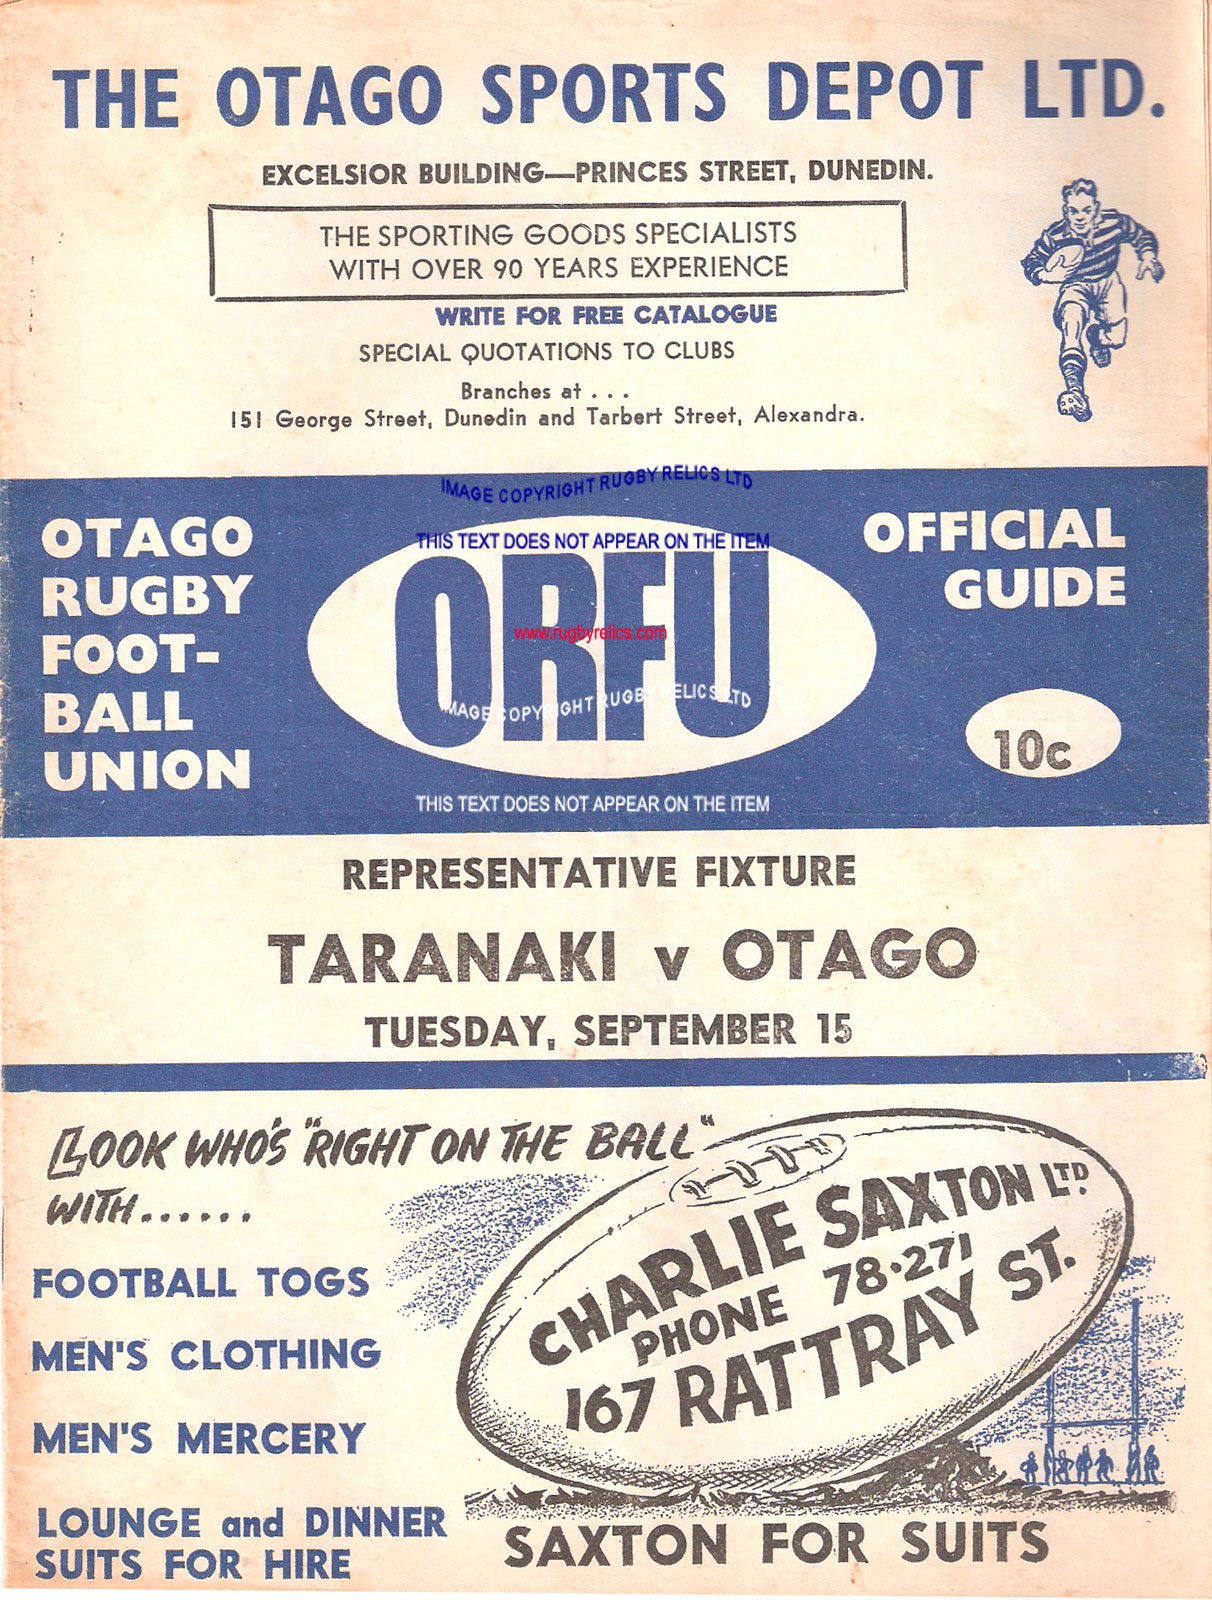 THE OTAGO SPORTS DEPOT LTD.
EXCELSIOR BUILDING—PRINCES STREET, DUNEDIN.
THE SPORTING GOODS SPECIALISTS
WITH OVER 90 YEARS EXPERIENCE
WRITE FOR FREE CATALOGUE
SPECIAL QUOTATIONS TO CLUBS
Branches at . . .
151 George Street, Dunedin and Tarbert Street, Alexandra.
IMAGE COPYRIGHT RUGBY RELICS LTD
THIS TEXT DOES NOT APPEAR ON THE ITEM
OTAGO
RUGBY
FOOT-
BALL
UNION
ORFU
www.rugbyrelics.com
IMAGE COPYRIGHT RUGBY RELICS LTD
THIS TEXT DOES NOT APPEAR ON THE ITEM
OFFICIAL
GUIDE
10c
REPRESENTATIVE FIXTURE
TARANAKI v OTAGO
TUESDAY, SEPTEMBER 15
LOOK WHO'S "RIGHT ON THE BALL"
WITH......
FOOTBALL TOGS
MEN'S CLOTHING
MEN'S MERCERY
LOUNGE and DINNER
SUITS FOR HIRE
CHARLIE SAXTON LTD.
PHONE 78·271
167 RATTRAY ST.
SAXTON FOR SUITS